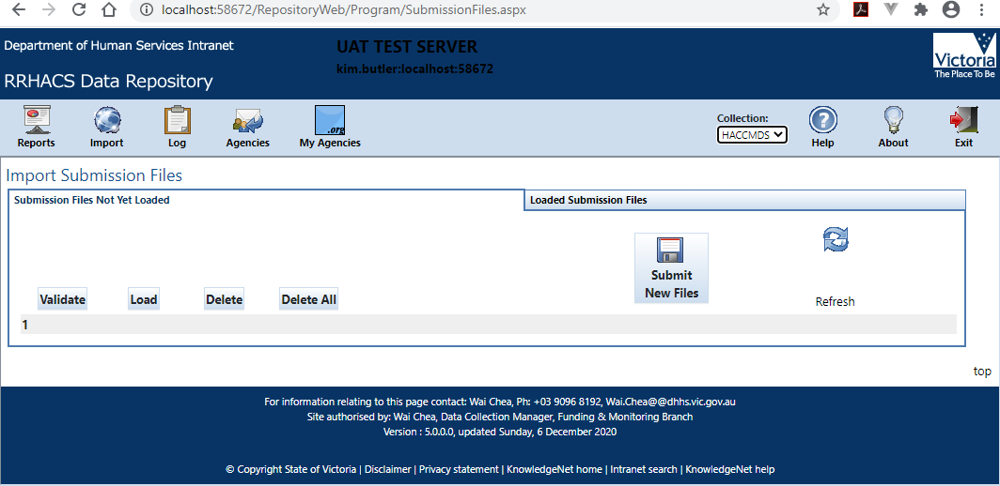 localhost:58672/RepositoryWeb/Program/SubmissionFiles.aspx
Department of Human Services Intranet
UAT TEST SERVER
kim.butler:localhost:58672
RRHACS Data Repository
Victoria
The Place To Be
.org
Reports Import Log Agencies My Agencies
Collection:
HACCMDS
Help About Exit
Import Submission Files
Submission Files Not Yet Loaded
Loaded Submission Files
Validate Load Delete Delete All
Submit
New Files
Refresh
1
top
For information relating to this page contact: Wai Chea, Ph: +03 9096 8192, Wai.Chea@@dhhs.vic.gov.au
Site authorised by: Wai Chea, Data Collection Manager, Funding & Monitoring Branch
Version : 5.0.0.0, updated Sunday, 6 December 2020
© Copyright State of Victoria | Disclaimer | Privacy statement | KnowledgeNet home | Intranet search | KnowledgeNet help